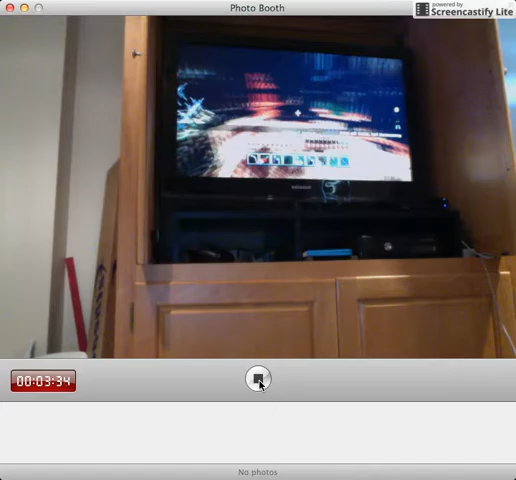 Photo Booth
powered by
Screencastify Lite
00:03:34
No photos